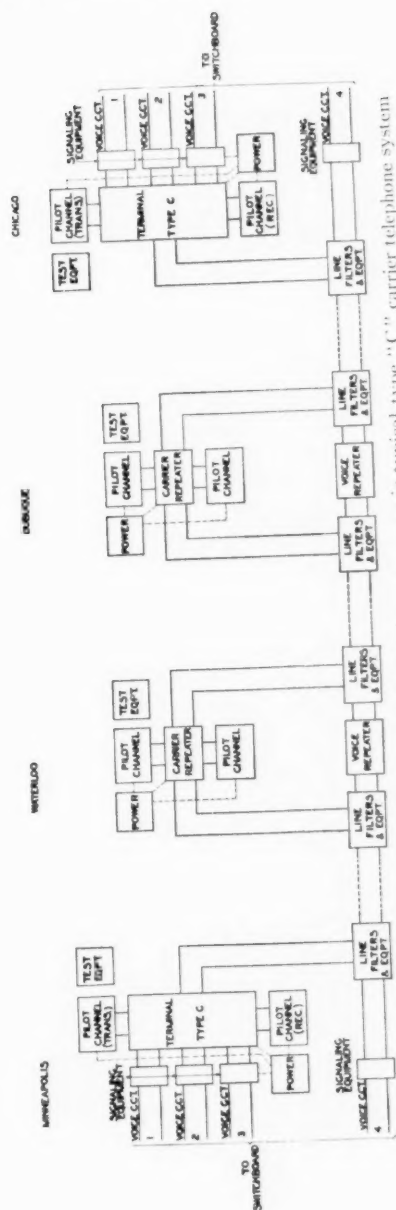 MINNEAPOLIS
TEST
EQPT
PILOT
CHANNEL
(TRANS)
SIGNALING
EQUIPMENT
VOICE CCT.
1
VOICE CCT.
2
VOICE CCT.
3
TERMINAL
TYPE C
POWER
PILOT
CHANNEL
(REC)
TO
SWITCHBOARD
SIGNALING
EQUIPMENT
VOICE CCT.
4
LINE
FILTERS
& EQPT
WATERLOO
TEST
EQPT
POWER
PILOT
CHANNEL
CARRIER
REPEATER
PILOT
CHANNEL
LINE
FILTERS
& EQPT
VOICE
REPEATER
LINE
FILTERS
& EQPT
DUBUQUE
TEST
EQPT
POWER
PILOT
CHANNEL
CARRIER
REPEATER
PILOT
CHANNEL
LINE
FILTERS
& EQPT
VOICE
REPEATER
LINE
FILTERS
& EQPT
CHICAGO
TEST
EQPT
PILOT
CHANNEL
(TRANS)
SIGNALING
EQUIPMENT
VOICE CCT.
1
VOICE CCT.
2
VOICE CCT.
3
TERMINAL
TYPE C
POWER
PILOT
CHANNEL
(REC)
TO
SWITCHBOARD
SIGNALING
EQUIPMENT
VOICE CCT.
4
LINE
FILTERS
& EQPT
typical type "C" carrier telephone system